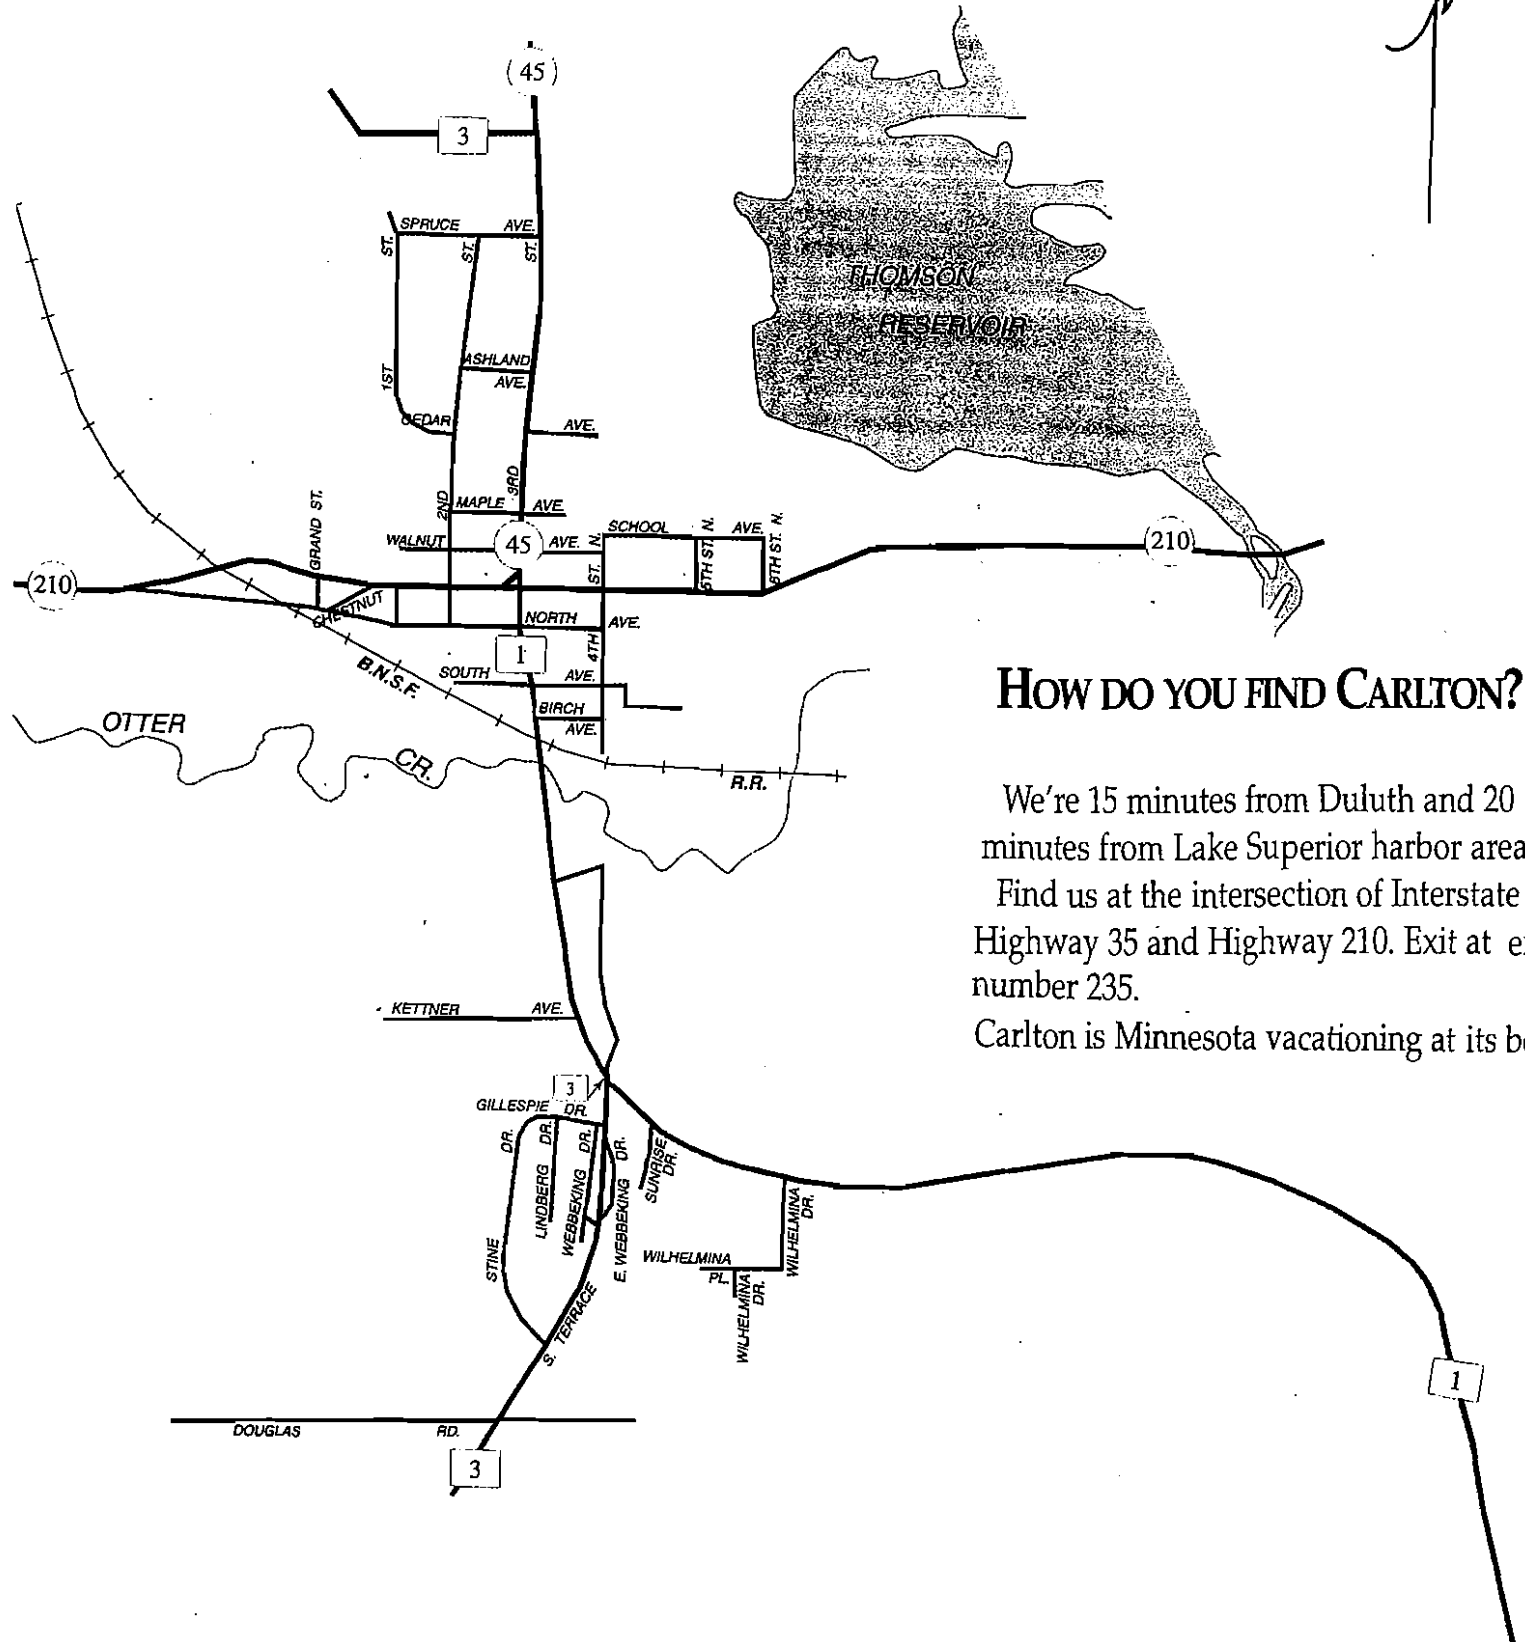 N
45
3
SPRUCE AVE.
ST.
ST.
ST.
THOMSON
RESERVOIR
1ST
ASHLAND
AVE.
CEDAR AVE.
2ND
3RD
MAPLE AVE.
GRAND ST.
WALNUT AVE.
45
ST. N.
SCHOOL AVE.
5TH ST. N.
6TH ST. N.
210
210
CHESTNUT
NORTH AVE.
4TH
1
B.N.S.F.
SOUTH AVE.
BIRCH
AVE.
OTTER
CR.
R.R.
HOW DO YOU FIND CARLTON?
We're 15 minutes from Duluth and 20
minutes from Lake Superior harbor area
Find us at the intersection of Interstate
Highway 35 and Highway 210. Exit at
number 235.
Carlton is Minnesota vacationing at its
KETTNER AVE.
3
GILLESPIE DR.
STINE DR.
LINDBERG DR.
WEBBEKING DR.
E. WEBBEKING DR.
SUNRISE
DR.
WILHELMINA
DR.
WILHELMINA
PL.
WILHELMINA
DR.
S. TERRACE
1
DOUGLAS RD.
3